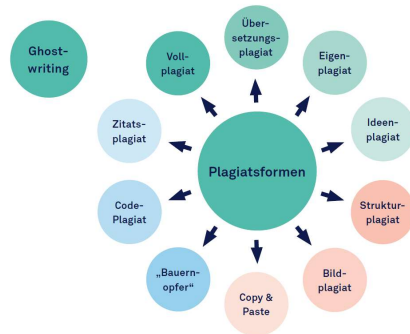 Ghost-
writing
Voll-
plagiat
Über-
setzungs-
plagiat
Eigen-
plagiat
Ideen-
plagiat
Struktur-
plagiat
Bild-
plagiat
Copy &
Paste
„Bauern-
opfer“
Code-
Plagiat
Zitats-
plagiat
Plagiatsformen